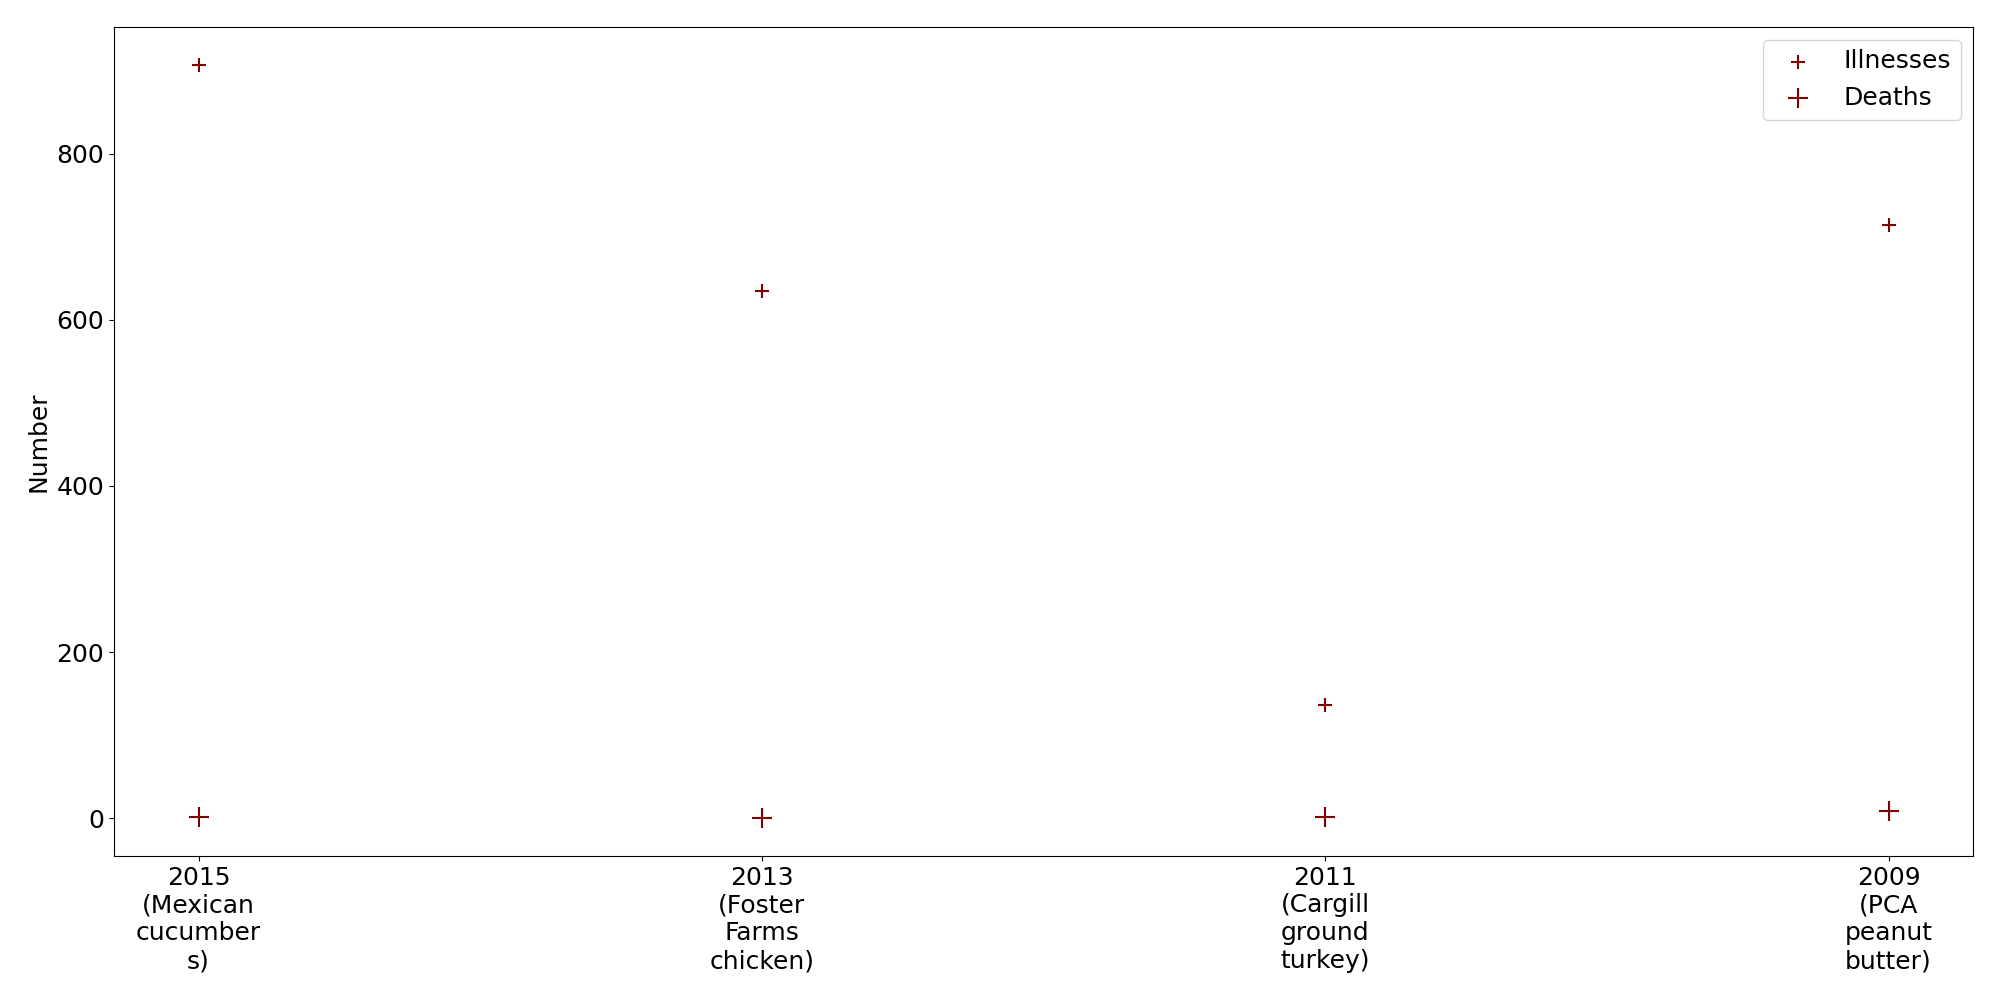 Illnesses
Deaths
Number
800
600
400
200
0
2015
(Mexican
cucumber
s)
2013
(Foster
Farms
chicken)
2011
(Cargill
ground
turkey)
2009
(PCA
peanut
butter)